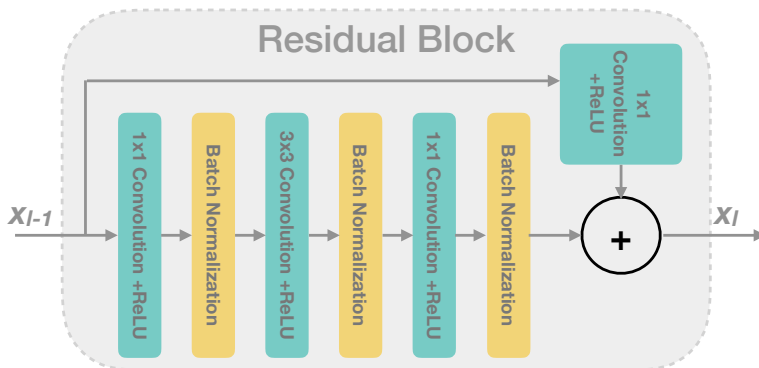 Residual Block
1x1
Convolution
+ReLU
x_{l-1}
1x1 Convolution +ReLU
Batch Normalization
3x3 Convolution +ReLU
Batch Normalization
1x1 Convolution +ReLU
Batch Normalization
+
x_l